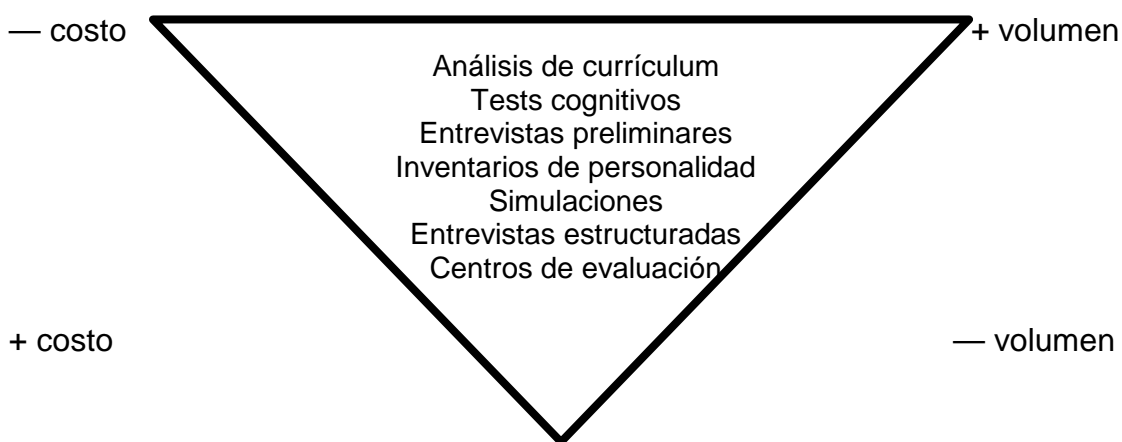 — costo
+ volumen
Análisis de currículum
Tests cognitivos
Entrevistas preliminares
Inventarios de personalidad
Simulaciones
Entrevistas estructuradas
Centros de evaluación
+ costo
— volumen